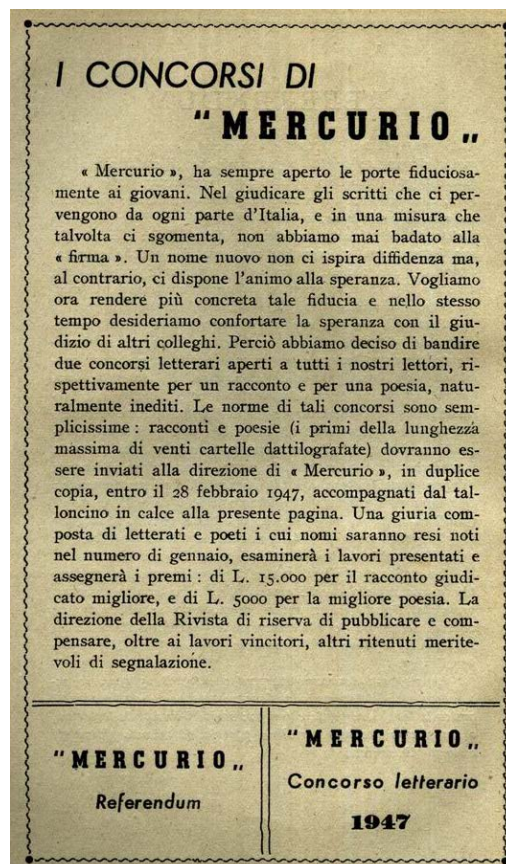 I CONCORSI DI
"MERCURIO„
« Mercurio », ha sempre aperto le porte fiduciosa-
mente ai giovani. Nel giudicare gli scritti che ci per-
vengono da ogni parte d'Italia, e in una misura che
talvolta ci sgomenta, non abbiamo mai badato alla
« firma ». Un nome nuovo non ci ispira diffidenza ma,
al contrario, ci dispone l'animo alla speranza. Vogliamo
ora rendere più concreta tale fiducia e nello stesso
tempo desideriamo confortare la speranza con il giu-
dizio di altri colleghi. Perciò abbiamo deciso di bandire
due concorsi letterari aperti a tutti i nostri lettori, ri-
spettivamente per un racconto e per una poesia, natu-
ralmente inediti. Le norme di tali concorsi sono sem-
plicissime : racconti e poesie (i primi della lunghezza
massima di venti cartelle dattilografate) dovranno es-
sere inviati alla direzione di « Mercurio », in duplice
copia, entro il 28 febbraio 1947, accompagnati dal tal-
loncino in calce alla presente pagina. Una giuria com-
posta di letterati e poeti i cui nomi saranno resi noti
nel numero di gennaio, esaminerà i lavori presentati e
assegnerà i premi : di L. 15.000 per il racconto giudi-
cato migliore, e di L. 5000 per la migliore poesia. La
direzione della Rivista di riserva di pubblicare e com-
pensare, oltre ai lavori vincitori, altri ritenuti merite-
voli di segnalazione.
"MERCURIO„
Referendum
"MERCURIO„
Concorso letterario
1947